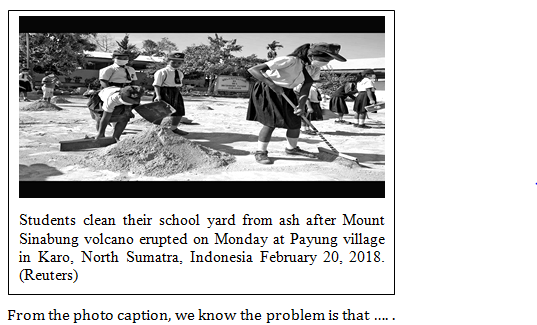 Students clean their school yard from ash after Mount
Sinabung volcano erupted on Monday at Payung village
in Karo, North Sumatra, Indonesia February 20, 2018.
(Reuters)
From the photo caption, we know the problem is that .... .